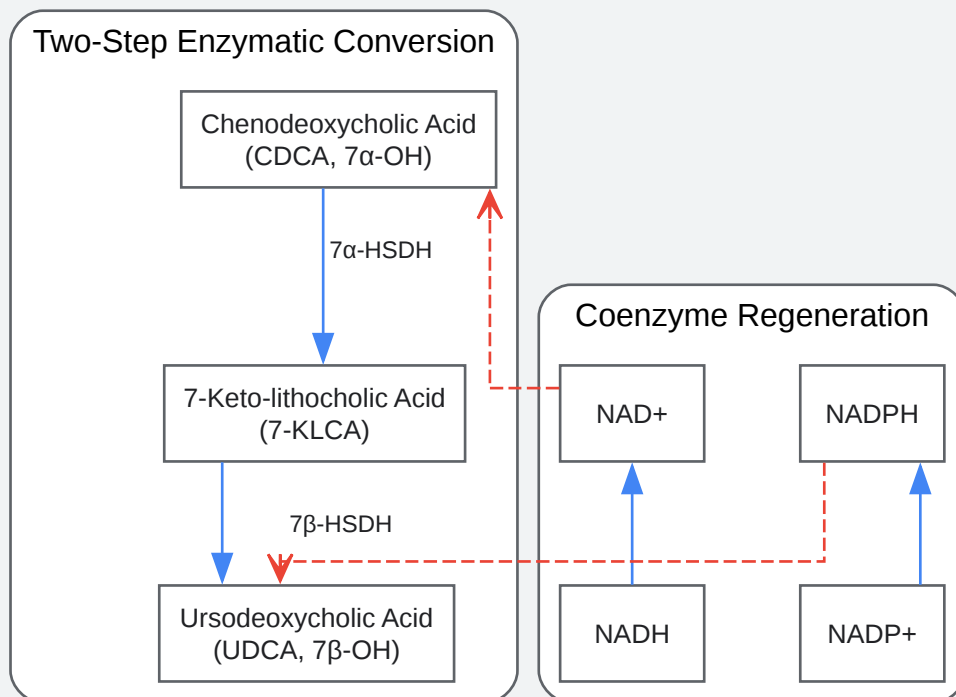 Two-Step Enzymatic Conversion
Chenodeoxycholic Acid
(CDCA, 7α-OH)
7α-HSDH
7-Keto-lithocholic Acid
(7-KLCA)
7β-HSDH
Ursodeoxycholic Acid
(UDCA, 7β-OH)
Coenzyme Regeneration
NAD+
NADPH
NADH
NADP+